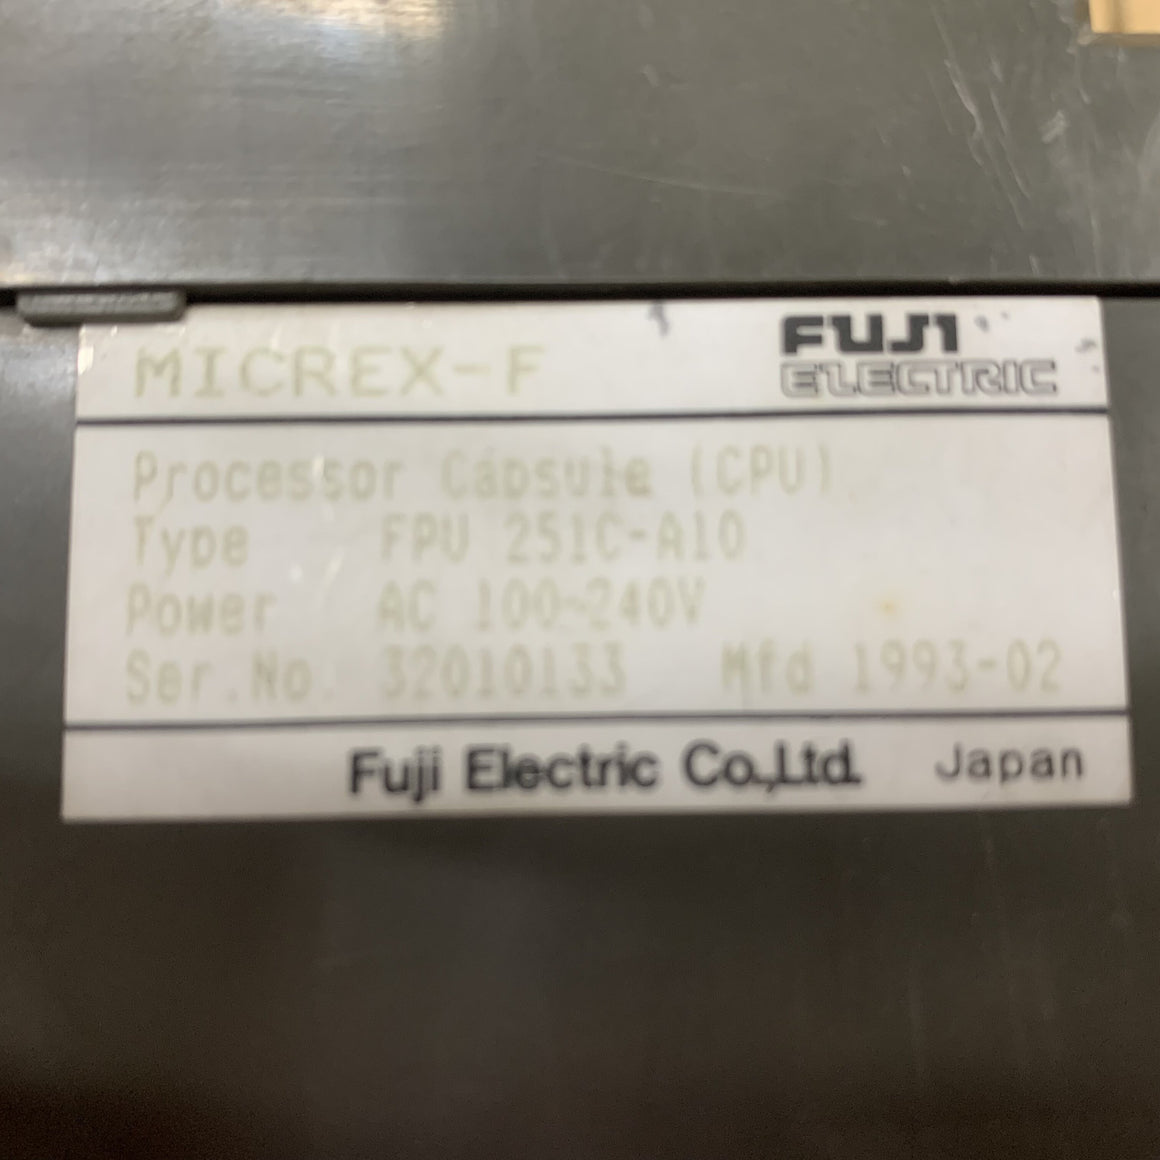 MICREX-F
FUJI
ELECTRIC
Processor Capsule (CPU)
Type FPU 251C-A10
Power AC 100-240V
Ser.No. 32010133 Mfd 1993-02
Fuji Electric Co.,Ltd. Japan